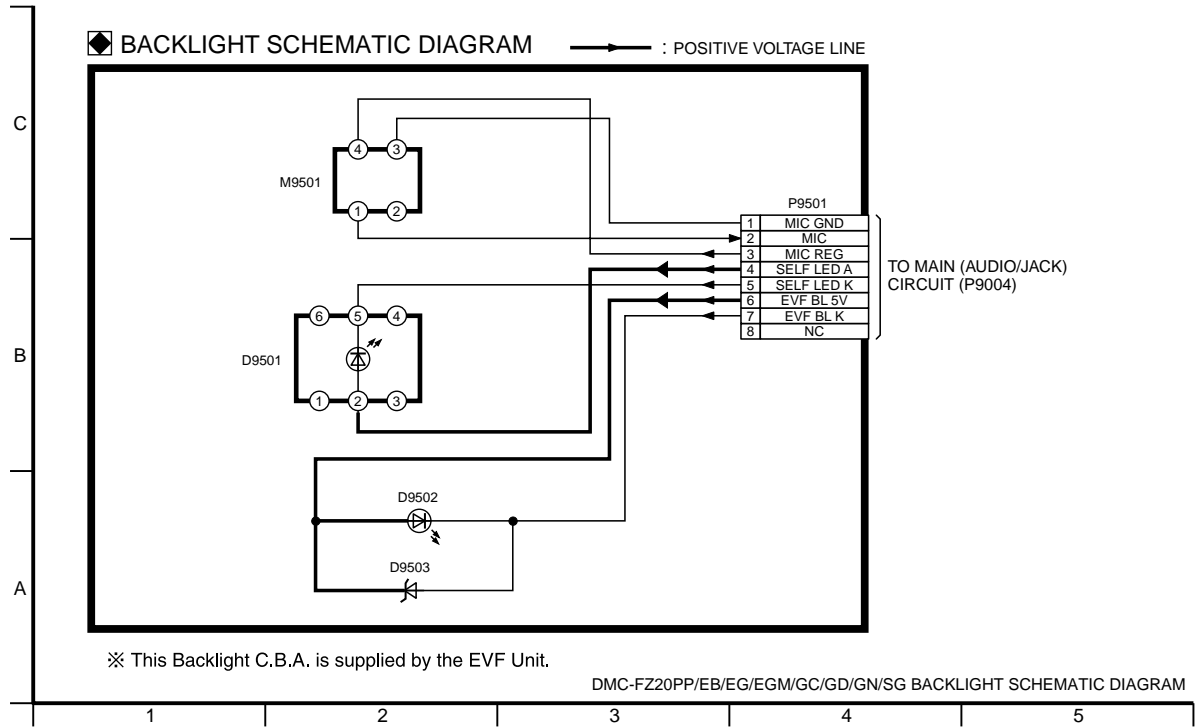 BACKLIGHT SCHEMATIC DIAGRAM
: POSITIVE VOLTAGE LINE
C
4 3
M9501
1 2
P9501
1 MIC GND
2 MIC
3 MIC REG
4 SELF LED A
5 SELF LED K
6 EVF BL 5V
7 EVF BL K
8 NC
TO MAIN (AUDIO/JACK)
CIRCUIT (P9004)
6 5 4
B
D9501
1 2 3
D9502
D9503
A
※ This Backlight C.B.A. is supplied by the EVF Unit.
DMC-FZ20PP/EB/EG/EGM/GC/GD/GN/SG BACKLIGHT SCHEMATIC DIAGRAM
1 2 3 4 5